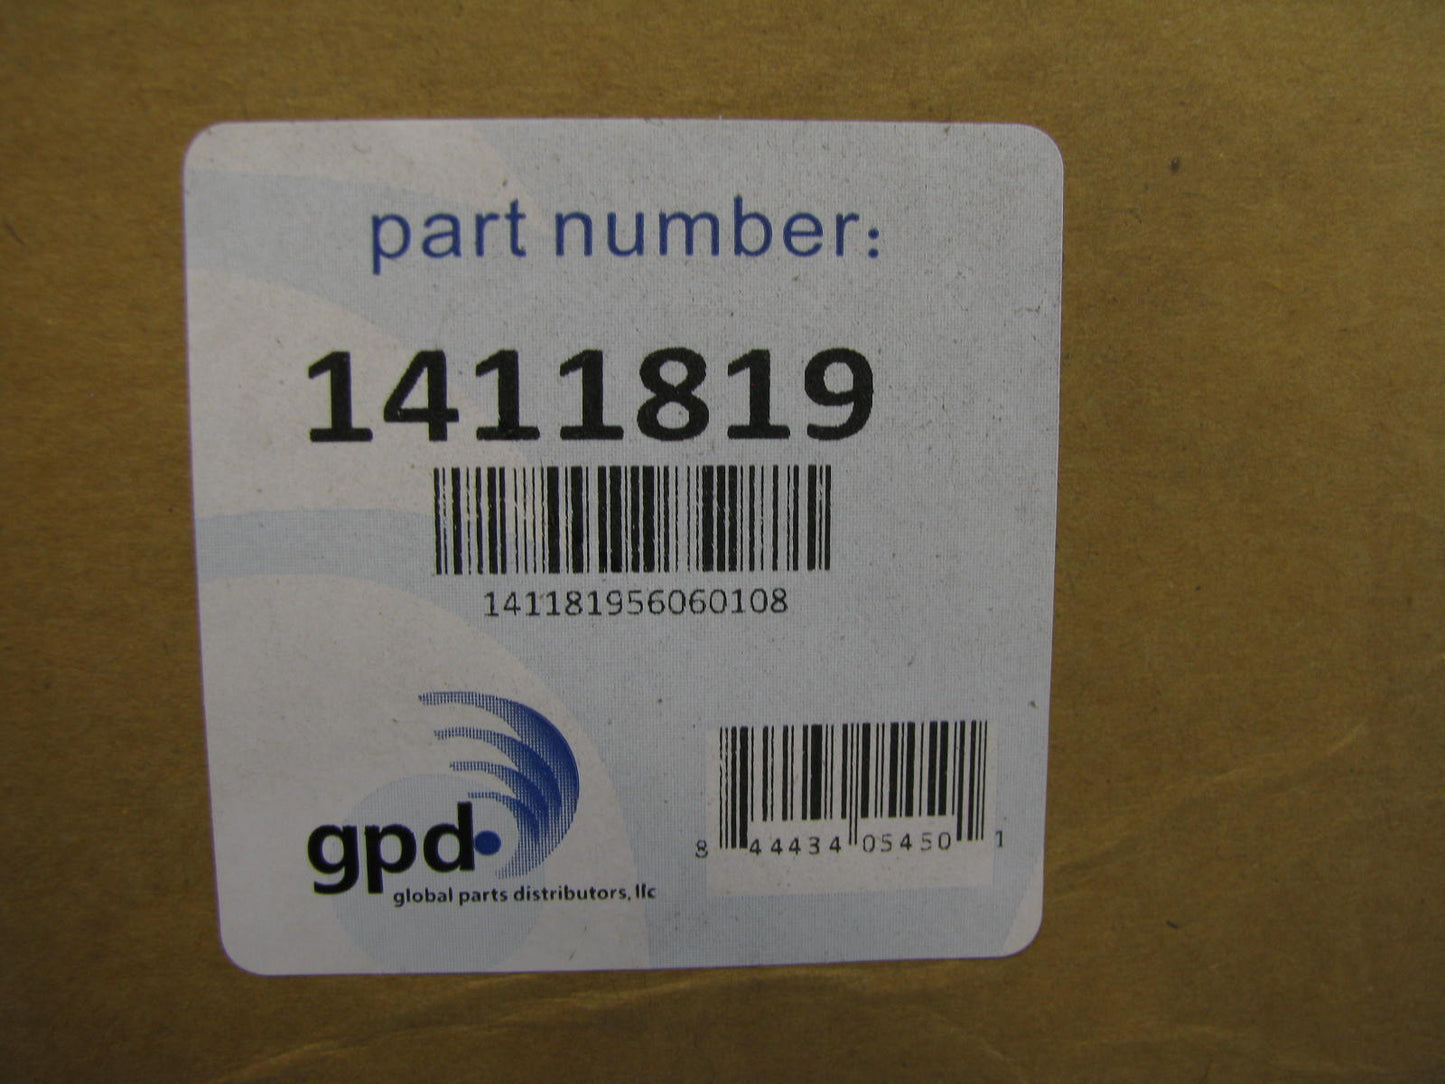 part number:
1411819
141181956060108
gpd
global parts distributors, llc
8 44434 05450 1